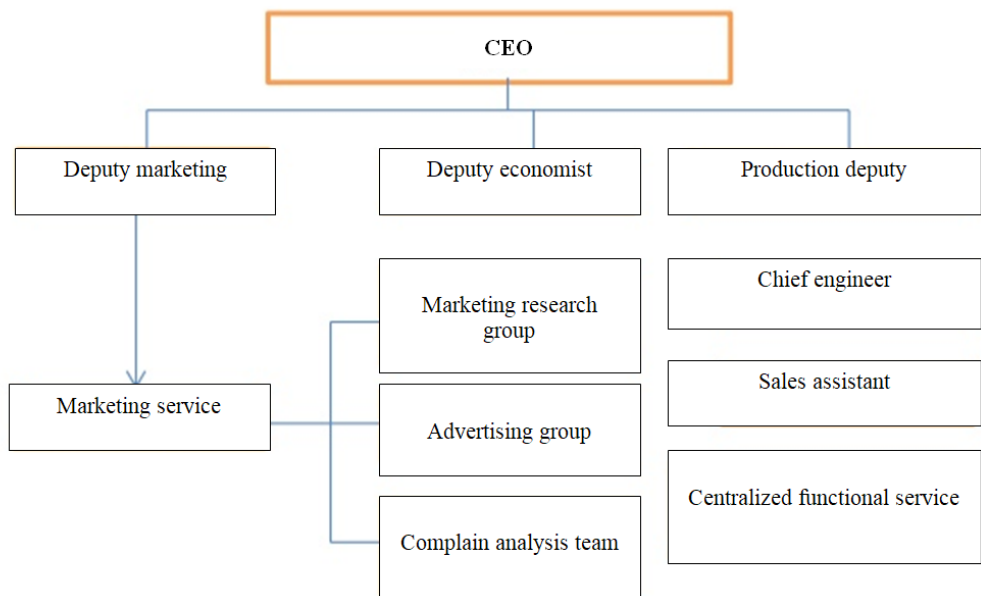 CEO
Deputy marketing
Deputy economist
Production deputy
Marketing research
group
Chief engineer
Marketing service
Advertising group
Sales assistant
Complain analysis team
Centralized functional service